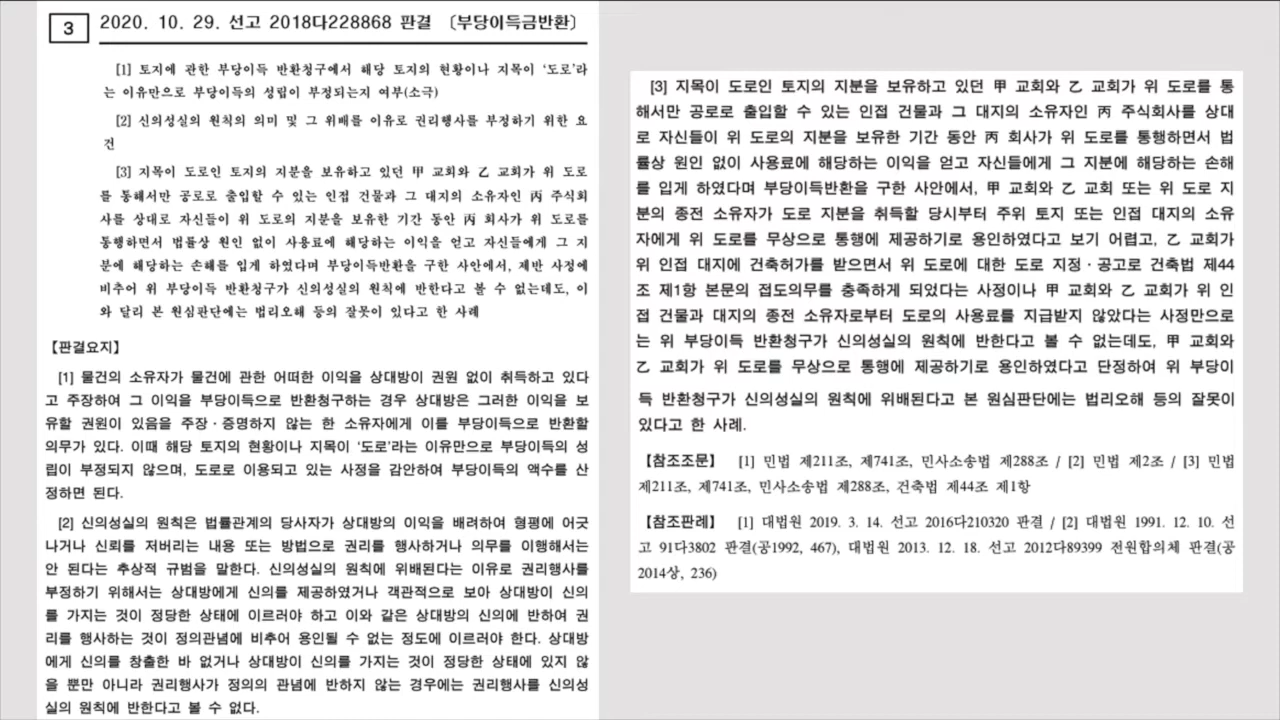 3
2020. 10. 29. 선고 2018다228868 판결 〔부당이득금반환〕
[1] 토지에 관한 부당이득 반환청구에서 해당 토지의 현황이나 지목이 ‘도로’라
는 이유만으로 부당이득의 성립이 부정되는지 여부(소극)
[2] 신의성실의 원칙의 의미 및 그 위배를 이유로 권리행사를 부정하기 위한 요
건
[3] 지목이 도로인 토지의 지분을 보유하고 있던 甲 교회와 乙 교회가 위 도로
를 통해서만 공로로 출입할 수 있는 인접 건물과 그 대지의 소유자인 丙 주식회
사를 상대로 자신들이 위 도로의 지분을 보유한 기간 동안 丙 회사가 위 도로를
통행하면서 법률상 원인 없이 사용료에 해당하는 이익을 얻고 자신들에게 그 지
분에 해당하는 손해를 입게 하였다며 부당이득반환을 구한 사안에서, 제반 사정에
비추어 위 부당이득 반환청구가 신의성실의 원칙에 반한다고 볼 수 없는데도, 이
와 달리 본 원심판단에는 법리오해 등의 잘못이 있다고 한 사례
【판결요지】
[1] 물건의 소유자가 물건에 관한 어떠한 이익을 상대방이 권원 없이 취득하고 있다
고 주장하여 그 이익을 부당이득으로 반환청구하는 경우 상대방은 그러한 이익을 보
유할 권원이 있음을 주장·증명하지 않는 한 소유자에게 이를 부당이득으로 반환할
의무가 있다. 이때 해당 토지의 현황이나 지목이 ‘도로’라는 이유만으로 부당이득의 성
립이 부정되지 않으며, 도로로 이용되고 있는 사정을 감안하여 부당이득의 액수를 산
정하면 된다.
[2] 신의성실의 원칙은 법률관계의 당사자가 상대방의 이익을 배려하여 형평에 어긋
나거나 신뢰를 저버리는 내용 또는 방법으로 권리를 행사하거나 의무를 이행해서는
안 된다는 추상적 규범을 말한다. 신의성실의 원칙에 위배된다는 이유로 권리행사를
부정하기 위해서는 상대방에게 신의를 제공하였거나 객관적으로 보아 상대방이 신의
를 가지는 것이 정당한 상태에 이르러야 하고 이와 같은 상대방의 신의에 반하여 권
리를 행사하는 것이 정의관념에 비추어 용인될 수 없는 정도에 이르러야 한다. 상대방
에게 신의를 창출한 바 없거나 상대방이 신의를 가지는 것이 정당한 상태에 있지 않
을 뿐만 아니라 권리행사가 정의의 관념에 반하지 않는 경우에는 권리행사를 신의성
실의 원칙에 반한다고 볼 수 없다.
[3] 지목이 도로인 토지의 지분을 보유하고 있던 甲 교회와 乙 교회가 위 도로를 통
해서만 공로로 출입할 수 있는 인접 건물과 그 대지의 소유자인 丙 주식회사를 상대
로 자신들이 위 도로의 지분을 보유한 기간 동안 丙 회사가 위 도로를 통행하면서 법
률상 원인 없이 사용료에 해당하는 이익을 얻고 자신들에게 그 지분에 해당하는 손해
를 입게 하였다며 부당이득반환을 구한 사안에서, 甲 교회와 乙 교회 또는 위 도로 지
분의 종전 소유자가 도로 지분을 취득할 당시부터 주위 토지 또는 인접 대지의 소유
자에게 위 도로를 무상으로 통행에 제공하기로 용인하였다고 보기 어렵고, 乙 교회가
위 인접 대지에 건축허가를 받으면서 위 도로에 대한 도로 지정·공고로 건축법 제44
조 제1항 본문의 접도의무를 충족하게 되었다는 사정이나 甲 교회와 乙 교회가 위 인
접 건물과 대지의 종전 소유자로부터 도로의 사용료를 지급받지 않았다는 사정만으로
는 위 부당이득 반환청구가 신의성실의 원칙에 반한다고 볼 수 없는데도, 甲 교회와
乙 교회가 위 도로를 무상으로 통행에 제공하기로 용인하였다고 단정하여 위 부당이
득 반환청구가 신의성실의 원칙에 위배된다고 본 원심판단에는 법리오해 등의 잘못이
있다고 한 사례.
【참조조문】 [1] 민법 제211조, 제741조, 민사소송법 제288조 / [2] 민법 제2조 / [3] 민법
제211조, 제741조, 민사소송법 제288조, 건축법 제44조 제1항
【참조판례】 [1] 대법원 2019. 3. 14. 선고 2016다210320 판결 / [2] 대법원 1991. 12. 10. 선
고 91다3802 판결(공1992, 467), 대법원 2013. 12. 18. 선고 2012다89399 전원합의체 판결(공
2014상, 236)